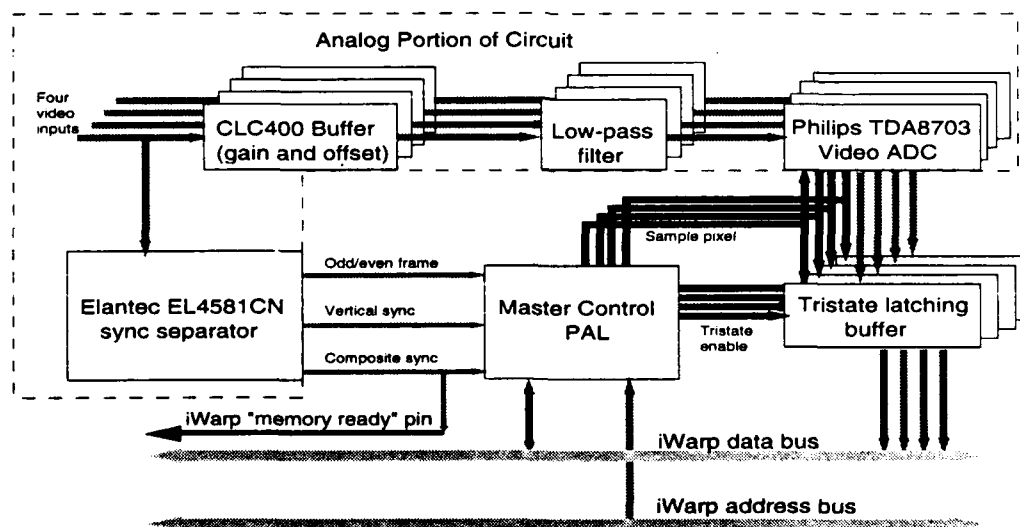 Analog Portion of Circuit
Four
video
inputs
CLC400 Buffer
(gain and offset)
Low-pass
filter
Philips TDA8703
Video ADC
Sample pixel
Elantec EL4581CN
sync separator
Odd/even frame
Vertical sync
Composite sync
Master Control
PAL
Tristate
enable
Tristate latching
buffer
iWarp "memory ready" pin
iWarp data bus
iWarp address bus